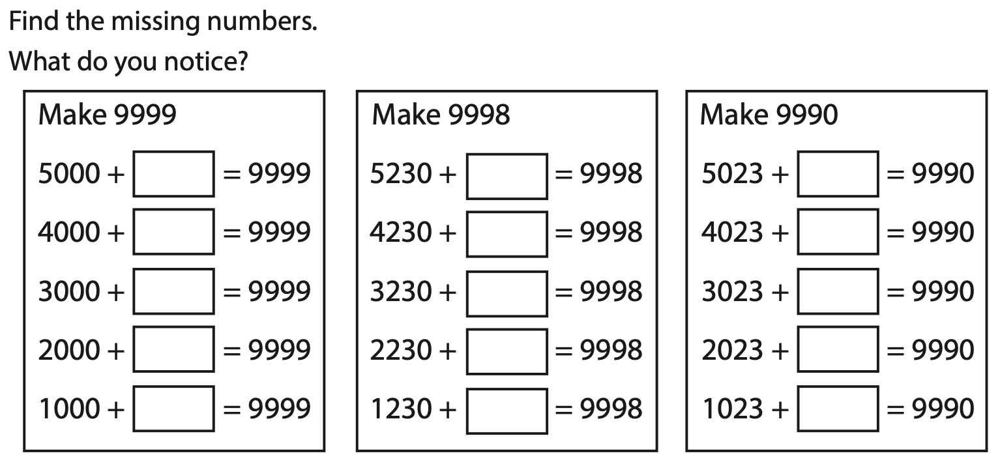 Find the missing numbers.
What do you notice?
Make 9999
5000 + = 9999
4000 + = 9999
3000 + = 9999
2000 + = 9999
1000 + = 9999
Make 9998
5230 + = 9998
4230 + = 9998
3230 + = 9998
2230 + = 9998
1230 + = 9998
Make 9990
5023 + = 9990
4023 + = 9990
3023 + = 9990
2023 + = 9990
1023 + = 9990